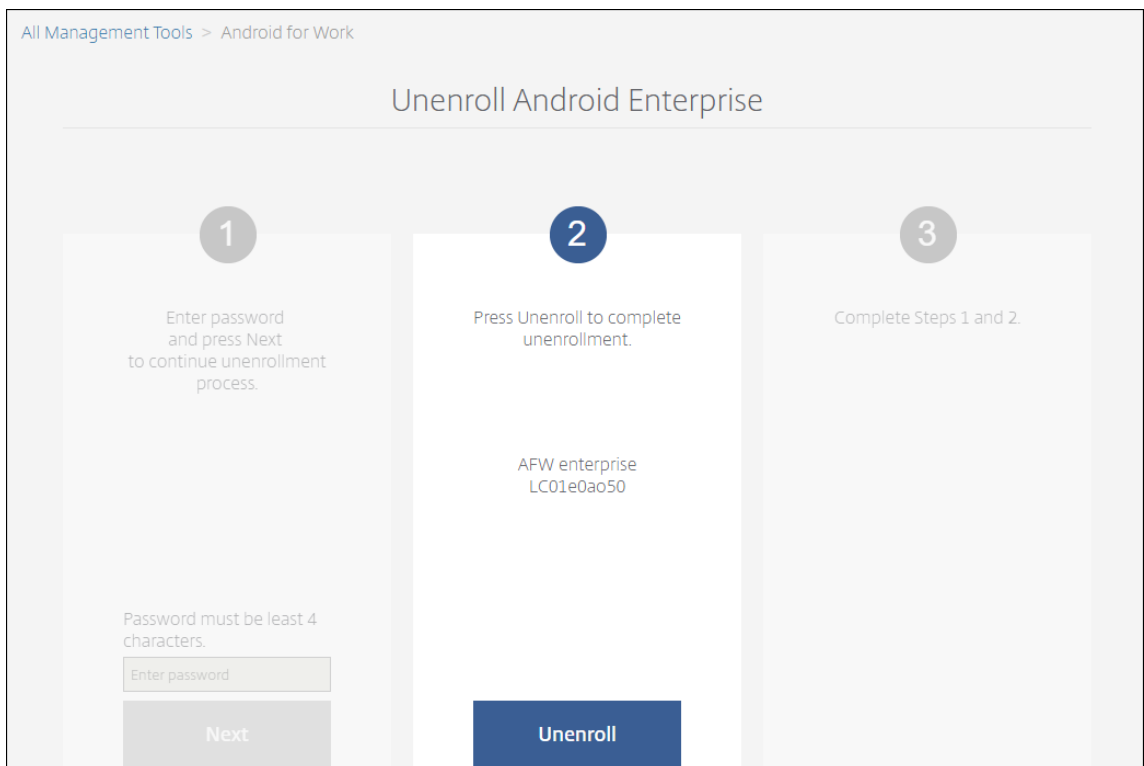 All Management Tools > Android for Work
Unenroll Android Enterprise
1
Enter password
and press Next
to continue unenrollment
process.
Password must be least 4
characters.
Enter password
Next
2
Press Unenroll to complete
unenrollment.
AFW enterprise
LC01e0ao50
Unenroll
3
Complete Steps 1 and 2.